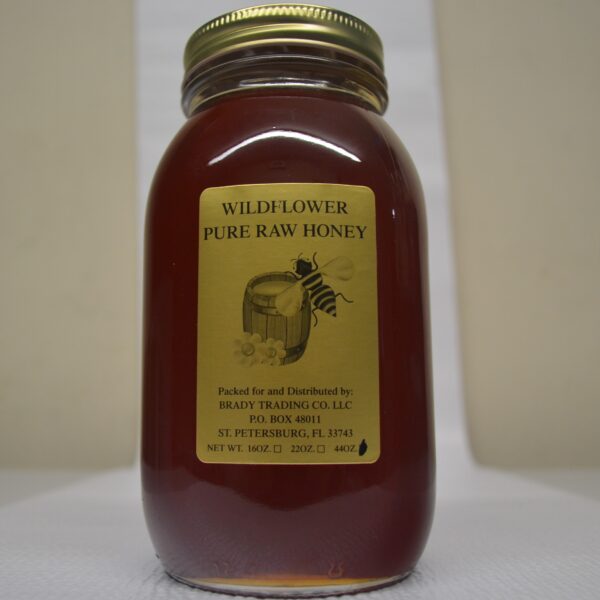 WILDFLOWER
PURE RAW HONEY
Packed for and Distributed by:
BRADY TRADING CO. LLC
P.O. BOX 48011
ST. PETERSBURG, FL 33743
NET WT. 16OZ. ☐ 22OZ. ☐ 44OZ.